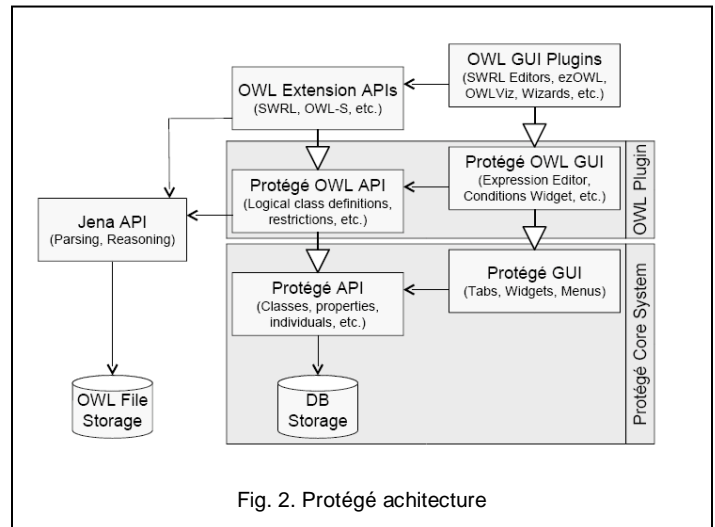 OWL GUI Plugins
(SWRL Editors, ezOWL,
OWLViz, Wizards, etc.)
OWL Extension APIs
(SWRL, OWL-S, etc.)
Protégé OWL GUI
(Expression Editor,
Conditions Widget, etc.)
OWL Plugin
Protégé OWL API
(Logical class definitions,
restrictions, etc.)
Jena API
(Parsing, Reasoning)
Protégé GUI
(Tabs, Widgets, Menus)
Protégé API
(Classes, properties,
individuals, etc.)
Protégé Core System
OWL File
Storage
DB
Storage
Fig. 2. Protégé achitecture